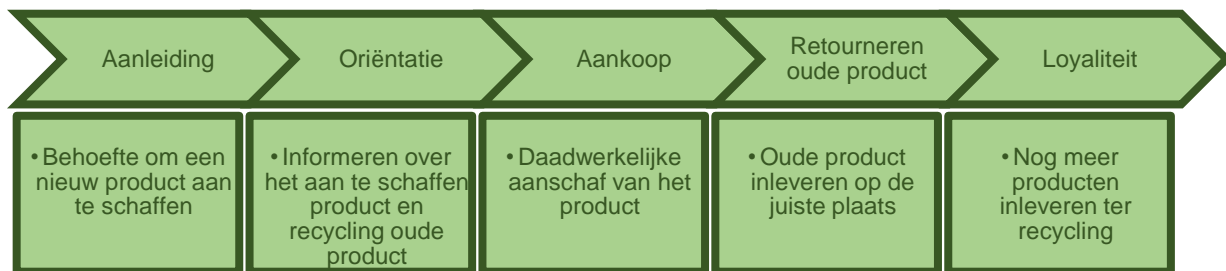 Aanleiding
Oriëntatie
Aankoop
Retourneren
oude product
Loyaliteit
• Behoefte om een
nieuw product aan
te schaffen
• Informeren over
het aan te schaffen
product en
recycling oude
product
• Daadwerkelijke
aanschaf van het
product
• Oude product
inleveren op de
juiste plaats
• Nog meer
producten
inleveren ter
recycling